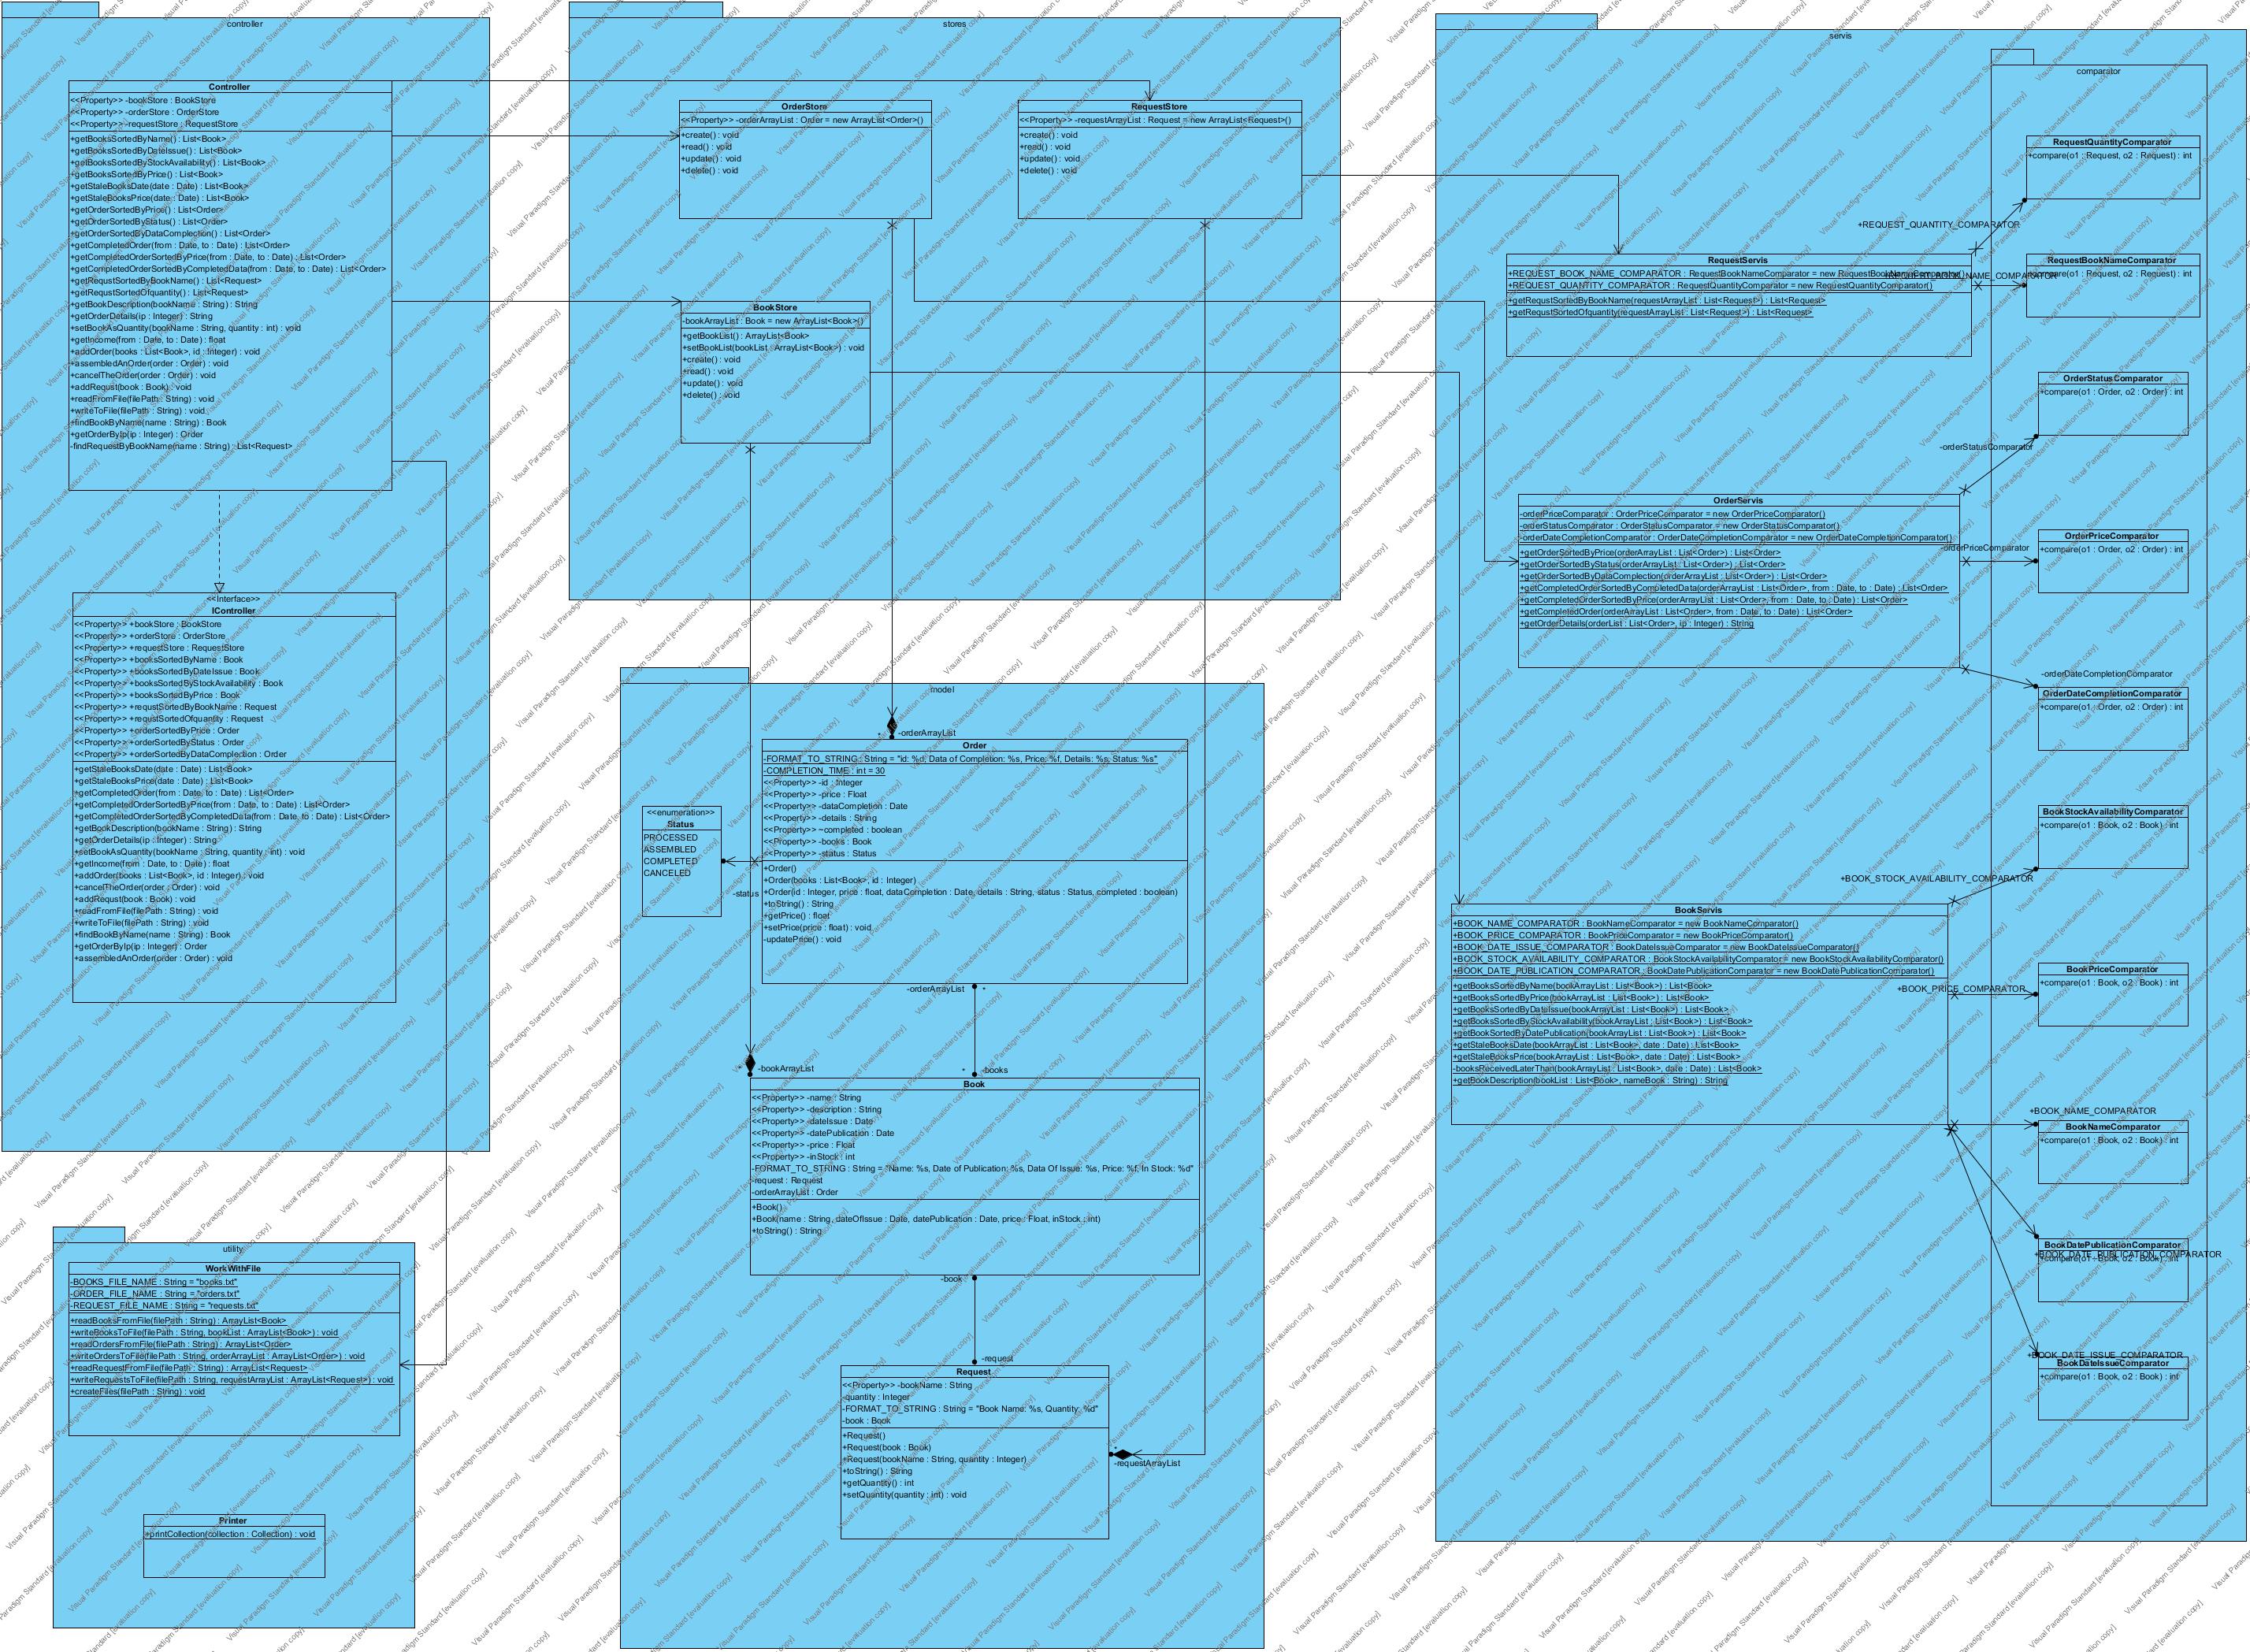 controller
Controller
<<Property>> -bookStore : BookStore
<<Property>> -orderStore : OrderStore
<<Property>> -requestStore : RequestStore
+getBooksSortedByName() : List<Book>
+getBooksSortedByDateIssue() : List<Book>
+getBooksSortedByStockAvailability() : List<Book>
+getBooksSortedByPrice() : List<Book>
+getStaleBooksDate(date : Date) : List<Book>
+getStaleBooksPrice(date : Date) : List<Book>
+getOrderSortedByPrice() : List<Order>
+getOrderSortedByStatus() : List<Order>
+getOrderSortedByDataComplection() : List<Order>
+getCompletedOrder(from : Date, to : Date) : List<Order>
+getCompletedOrderSortedByPrice(from : Date, to : Date) : List<Order>
+getCompletedOrderSortedByCompletedData(from : Date, to : Date) : List<Order>
+getRequstSortedByBookName() : List<Request>
+getRequstSortedOfquantity() : List<Request>
+getBookDescription(bookName : String) : String
+getOrderDetails(ip : Integer) : String
+setBookAsQuantity(bookName : String, quantity : int) : void
+getIncome(from : Date, to : Date) : float
+addOrder(books : List<Book>, id : Integer) : void
+assembledAnOrder(order : Order) : void
+cancelTheOrder(order : Order) : void
+addRequst(book : Book) : void
+readFromFile(filePath : String) : void
+writeToFile(filePath : String) : void
+findBookByName(name : String) : Book
+getOrderByIp(ip : Integer) : Order
-findRequestByBookName(name : String) : List<Request>
<<Interface>>
IController
<<Property>> +bookStore : BookStore
<<Property>> +orderStore : OrderStore
<<Property>> +requestStore : RequestStore
<<Property>> +booksSortedByName : Book
<<Property>> +booksSortedByDateIssue : Book
<<Property>> +booksSortedByStockAvailability : Book
<<Property>> +booksSortedByPrice : Book
<<Property>> +requstSortedByBookName : Request
<<Property>> +requstSortedOfquantity : Request
<<Property>> +orderSortedByPrice : Order
<<Property>> +orderSortedByStatus : Order
<<Property>> +orderSortedByDataComplection : Order
+getStaleBooksDate(date : Date) : List<Book>
+getStaleBooksPrice(date : Date) : List<Book>
+getCompletedOrder(from : Date, to : Date) : List<Order>
+getCompletedOrderSortedByPrice(from : Date, to : Date) : List<Order>
+getCompletedOrderSortedByCompletedData(from : Date, to : Date) : List<Order>
+getBookDescription(bookName : String) : String
+getOrderDetails(ip : Integer) : String
+setBookAsQuantity(bookName : String, quantity : int) : void
+getIncome(from : Date, to : Date) : float
+addOrder(books : List<Book>, id : Integer) : void
+cancelTheOrder(order : Order) : void
+addRequst(book : Book) : void
+readFromFile(filePath : String) : void
+writeToFile(filePath : String) : void
+findBookByName(name : String) : Book
+getOrderByIp(ip : Integer) : Order
+assembledAnOrder(order : Order) : void
utility
WorkWithFile
-BOOKS_FILE_NAME : String = "books.txt"
-ORDER_FILE_NAME : String = "orders.txt"
-REQUEST_FILE_NAME : String = "requests.txt"
+readBooksFromFile(filePath : String) : ArrayList<Book>
+writeBooksToFile(filePath : String, bookList : ArrayList<Book>) : void
+readOrdersFromFile(filePath : String) : ArrayList<Order>
+writeOrdersToFile(filePath : String, orderArrayList : ArrayList<Order>) : void
+readRequestFromFile(filePath : String) : ArrayList<Request>
+writeRequestsToFile(filePath : String, requestArrayList : ArrayList<Request>) : void
+createFiles(filePath : String) : void
Printer
+printCollection(collection : Collection) : void
stores
OrderStore
<<Property>> -orderArrayList : Order = new ArrayList<Order>()
+create() : void
+read() : void
+update() : void
+delete() : void
RequestStore
<<Property>> -requestArrayList : Request = new ArrayList<Request>()
+create() : void
+read() : void
+update() : void
+delete() : void
BookStore
-bookArrayList : Book = new ArrayList<Book>()
+getBookList() : ArrayList<Book>
+setBookList(bookList : ArrayList<Book>) : void
+create() : void
+read() : void
+update() : void
+delete() : void
model
* -orderArrayList
Order
-FORMAT_TO_STRING : String = "id: %d, Data of Completion: %s, Price: %f, Details: %s, Status: %s"
-COMPLETION_TIME : int = 30
<<Property>> -id : Integer
<<Property>> -price : Float
<<Property>> -dataCompletion : Date
<<Property>> -details : String
<<Property>> ~completed : boolean
<<Property>> -books : Book
<<Property>> -status : Status
+Order()
+Order(books : List<Book>, id : Integer)
+Order(id : Integer, price : float, dataCompletion : Date, details : String, status : Status, completed : boolean)
+toString() : String
+getPrice() : float
+setPrice(price : float) : void
-updatePrice() : void
<<enumeration>>
Status
PROCESSED
ASSEMBLED
COMPLETED
CANCELED
-status
-orderArrayList *
* -bookArrayList
* -books
Book
<<Property>> -name : String
<<Property>> -description : String
<<Property>> -dateIssue : Date
<<Property>> -datePublication : Date
<<Property>> -price : Float
<<Property>> -inStock : int
-FORMAT_TO_STRING : String = "Name: %s, Date of Publication: %s, Data Of Issue: %s, Price: %f, In Stock: %d"
-request : Request
-orderArrayList : Order
+Book()
+Book(name : String, dateOfIssue : Date, datePublication : Date, price : Float, inStock : int)
+toString() : String
-book
-request
Request
<<Property>> -bookName : String
-quantity : Integer
-FORMAT_TO_STRING : String = "Book Name: %s, Quantity: %d"
-book : Book
+Request()
+Request(book : Book)
+Request(bookName : String, quantity : Integer)
+toString() : String
+getQuantity() : int
+setQuantity(quantity : int) : void
*
-requestArrayList
servis
comparator
RequestQuantityComparator
+compare(o1 : Request, o2 : Request) : int
+REQUEST_QUANTITY_COMPARATOR
RequestServis
+REQUEST_BOOK_NAME_COMPARATOR : RequestBookNameComparator = new RequestBookNameComparator()
+REQUEST_QUANTITY_COMPARATOR : RequestQuantityComparator = new RequestQuantityComparator()
+getRequstSortedByBookName(requestArrayList : List<Request>) : List<Request>
+getRequstSortedOfquantity(requestArrayList : List<Request>) : List<Request>
+REQUEST_BOOK_NAME_COMPARATOR
RequestBookNameComparator
+compare(o1 : Request, o2 : Request) : int
OrderStatusComparator
+compare(o1 : Order, o2 : Order) : int
-orderStatusComparator
OrderServis
-orderPriceComparator : OrderPriceComparator = new OrderPriceComparator()
-orderStatusComparator : OrderStatusComparator = new OrderStatusComparator()
-orderDateCompletionComparator : OrderDateCompletionComparator = new OrderDateCompletionComparator()
+getOrderSortedByPrice(orderArrayList : List<Order>) : List<Order>
+getOrderSortedByStatus(orderArrayList : List<Order>) : List<Order>
+getOrderSortedByDataComplection(orderArrayList : List<Order>) : List<Order>
+getCompletedOrderSortedByCompletedData(orderArrayList : List<Order>, from : Date, to : Date) : List<Order>
+getCompletedOrderSortedByPrice(orderArrayList : List<Order>, from : Date, to : Date) : List<Order>
+getCompletedOrder(orderArrayList : List<Order>, from : Date, to : Date) : List<Order>
+getOrderDetails(orderList : List<Order>, ip : Integer) : String
-orderPriceComparator
OrderPriceComparator
+compare(o1 : Order, o2 : Order) : int
-orderDateCompletionComparator
OrderDateCompletionComparator
+compare(o1 : Order, o2 : Order) : int
BookStockAvailabilityComparator
+compare(o1 : Book, o2 : Book) : int
+BOOK_STOCK_AVAILABILITY_COMPARATOR
BookServis
+BOOK_NAME_COMPARATOR : BookNameComparator = new BookNameComparator()
+BOOK_PRICE_COMPARATOR : BookPriceComparator = new BookPriceComparator()
+BOOK_DATE_ISSUE_COMPARATOR : BookDateIssueComparator = new BookDateIssueComparator()
+BOOK_STOCK_AVAILABILITY_COMPARATOR : BookStockAvailabilityComparator = new BookStockAvailabilityComparator()
+BOOK_DATE_PUBLICATION_COMPARATOR : BookDatePublicationComparator = new BookDatePublicationComparator()
+getBooksSortedByName(bookArrayList : List<Book>) : List<Book>
+getBooksSortedByPrice(bookArrayList : List<Book>) : List<Book>
+getBooksSortedByDateIssue(bookArrayList : List<Book>) : List<Book>
+getBooksSortedByStockAvailability(bookArrayList : List<Book>) : List<Book>
+getBookSortedByDatePublication(bookArrayList : List<Book>) : List<Book>
+getStaleBooksDate(bookArrayList : List<Book>, date : Date) : List<Book>
+getStaleBooksPrice(bookArrayList : List<Book>, date : Date) : List<Book>
-booksReceivedLaterThan(bookArrayList : List<Book>, date : Date) : List<Book>
+getBookDescription(bookList : List<Book>, nameBook : String) : String
+BOOK_PRICE_COMPARATOR
BookPriceComparator
+compare(o1 : Book, o2 : Book) : int
+BOOK_NAME_COMPARATOR
BookNameComparator
+compare(o1 : Book, o2 : Book) : int
BookDatePublicationComparator
+BOOK_DATE_PUBLICATION_COMPARATOR
+compare(o1 : Book, o2 : Book) : int
+BOOK_DATE_ISSUE_COMPARATOR
BookDateIssueComparator
+compare(o1 : Book, o2 : Book) : int
Visual Paradigm Standard [evaluation copy]